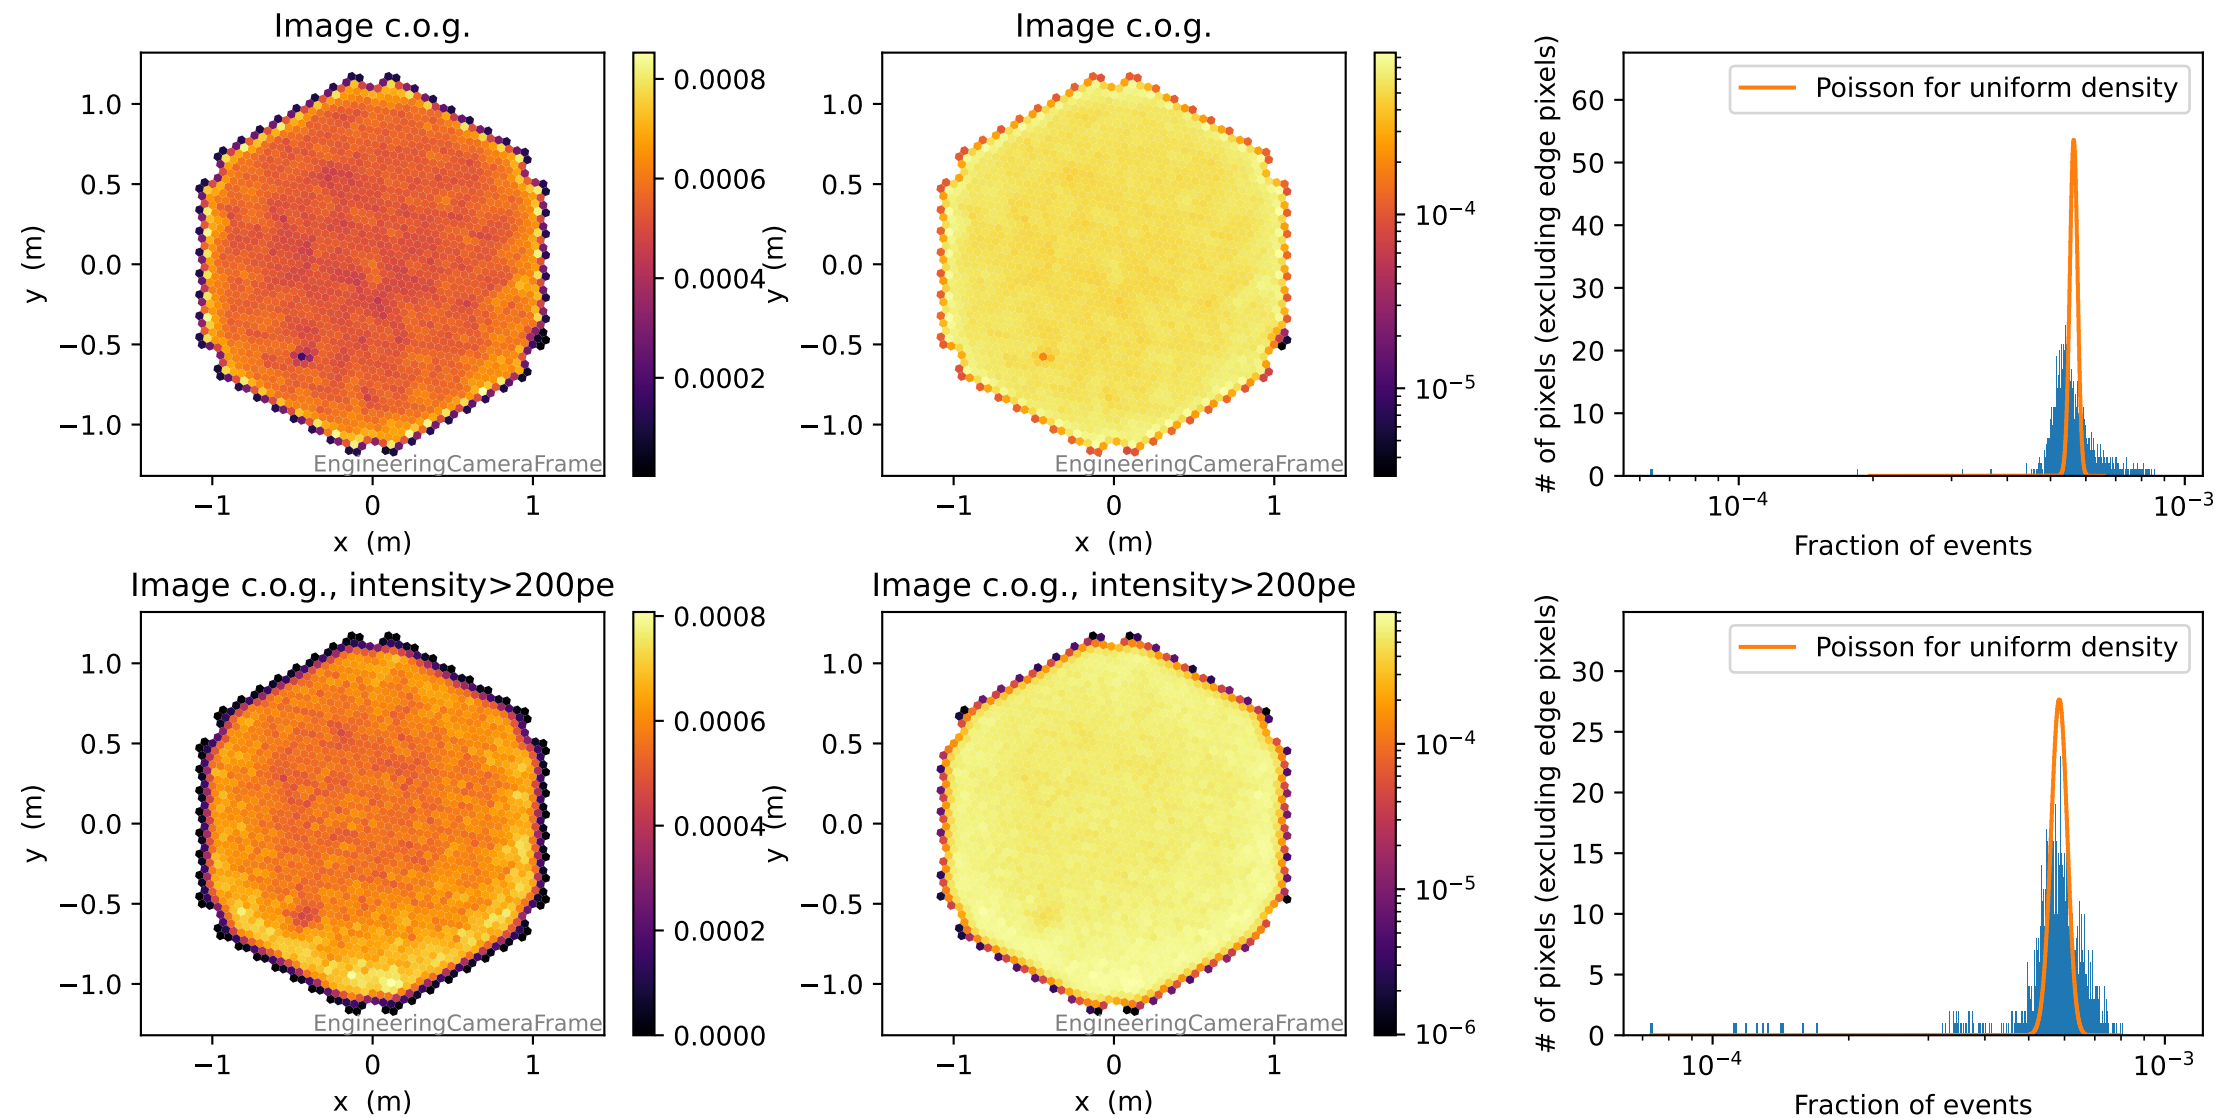 Image c.o.g.
y (m)
1.0
0.5
0.0
−0.5
−1.0
−1
0
1
x (m)
EngineeringCameraFrame
0.0008
0.0006
0.0004
0.0002
Image c.o.g.
y (m)
1.0
0.5
0.0
−0.5
−1.0
−1
0
1
x (m)
EngineeringCameraFrame
10⁻⁴
10⁻⁵
# of pixels (excluding edge pixels)
60
50
40
30
20
10
0
Poisson for uniform density
10⁻⁴
10⁻³
Fraction of events
Image c.o.g., intensity>200pe
y (m)
1.0
0.5
0.0
−0.5
−1.0
−1
0
1
x (m)
EngineeringCameraFrame
0.0008
0.0006
0.0004
0.0002
0.0000
Image c.o.g., intensity>200pe
y (m)
1.0
0.5
0.0
−0.5
−1.0
−1
0
1
x (m)
EngineeringCameraFrame
10⁻⁴
10⁻⁵
10⁻⁶
# of pixels (excluding edge pixels)
30
25
20
15
10
5
0
Poisson for uniform density
10⁻⁴
10⁻³
Fraction of events